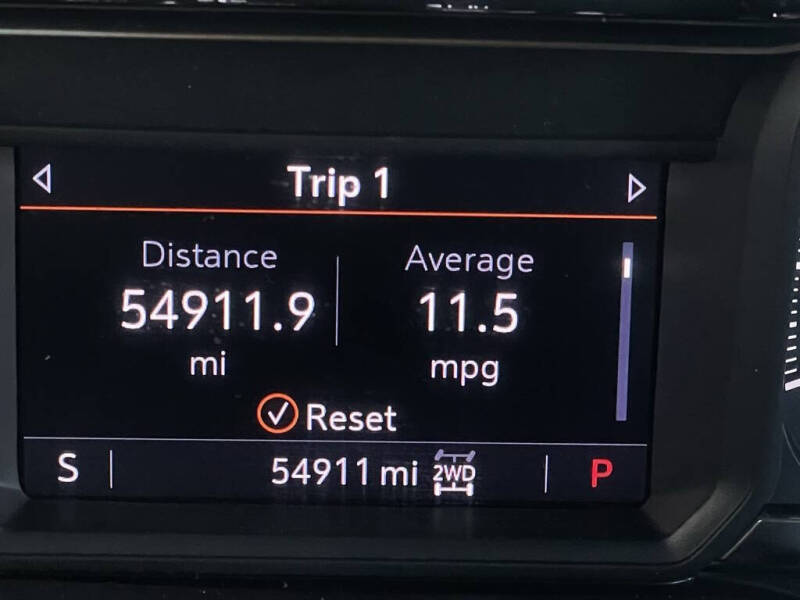 Trip 1
Distance Average
54911.9 11.5
mi mpg
Reset
S 54911 mi 2WD P